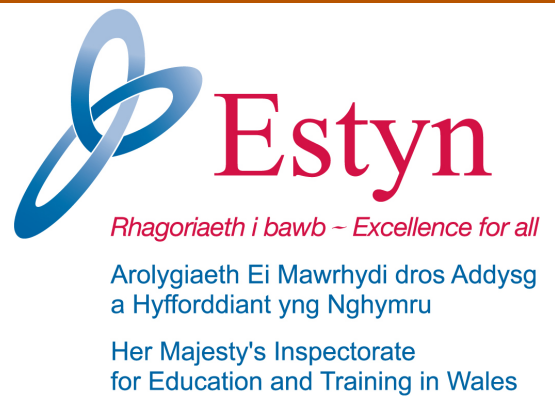 Estyn
Rhagoriaeth i bawb ~ Excellence for all
Arolygiaeth Ei Mawrhydi dros Addysg
a Hyfforddiant yng Nghymru
Her Majesty's Inspectorate
for Education and Training in Wales